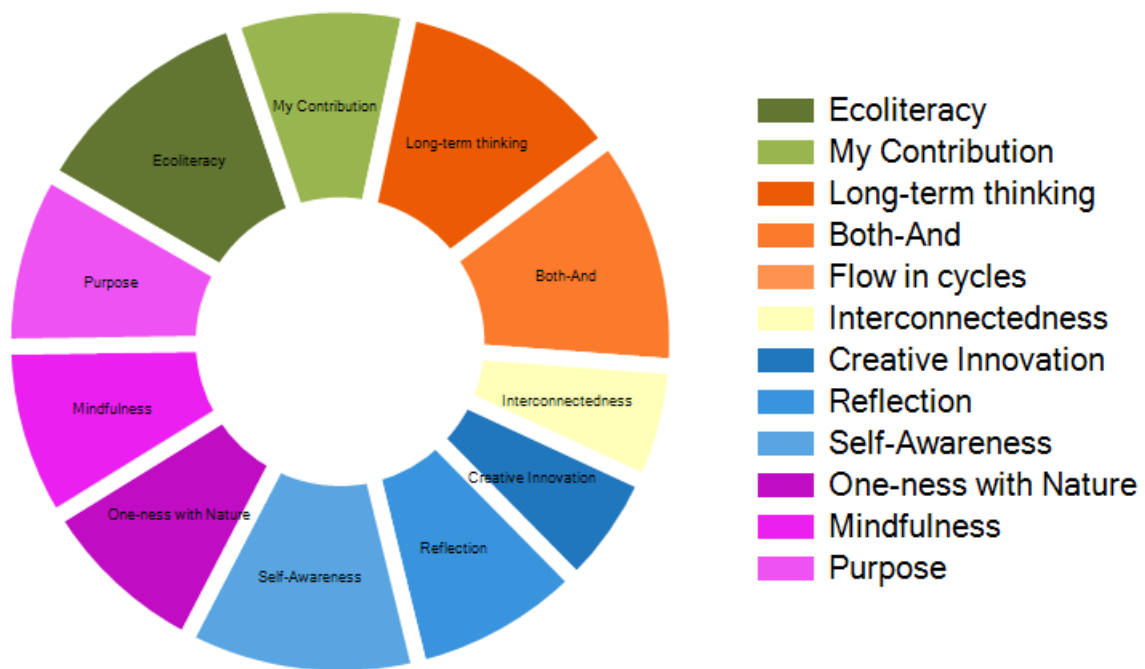 My Contribution
Long-term thinking
Ecoliteracy
Both-And
Purpose
Interconnectedness
Mindfulness
Creative Innovation
One-ness with Nature
Reflection
Self-Awareness
Ecoliteracy
My Contribution
Long-term thinking
Both-And
Flow in cycles
Interconnectedness
Creative Innovation
Reflection
Self-Awareness
One-ness with Nature
Mindfulness
Purpose